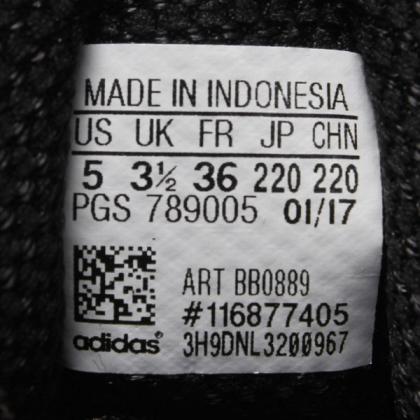 MADE IN INDONESIA
US UK FR JP CHN
5 3½ 36 220 220
PGS 789005 01/17
ART BB0889
#116877405
adidas® 3H9DNL3200967